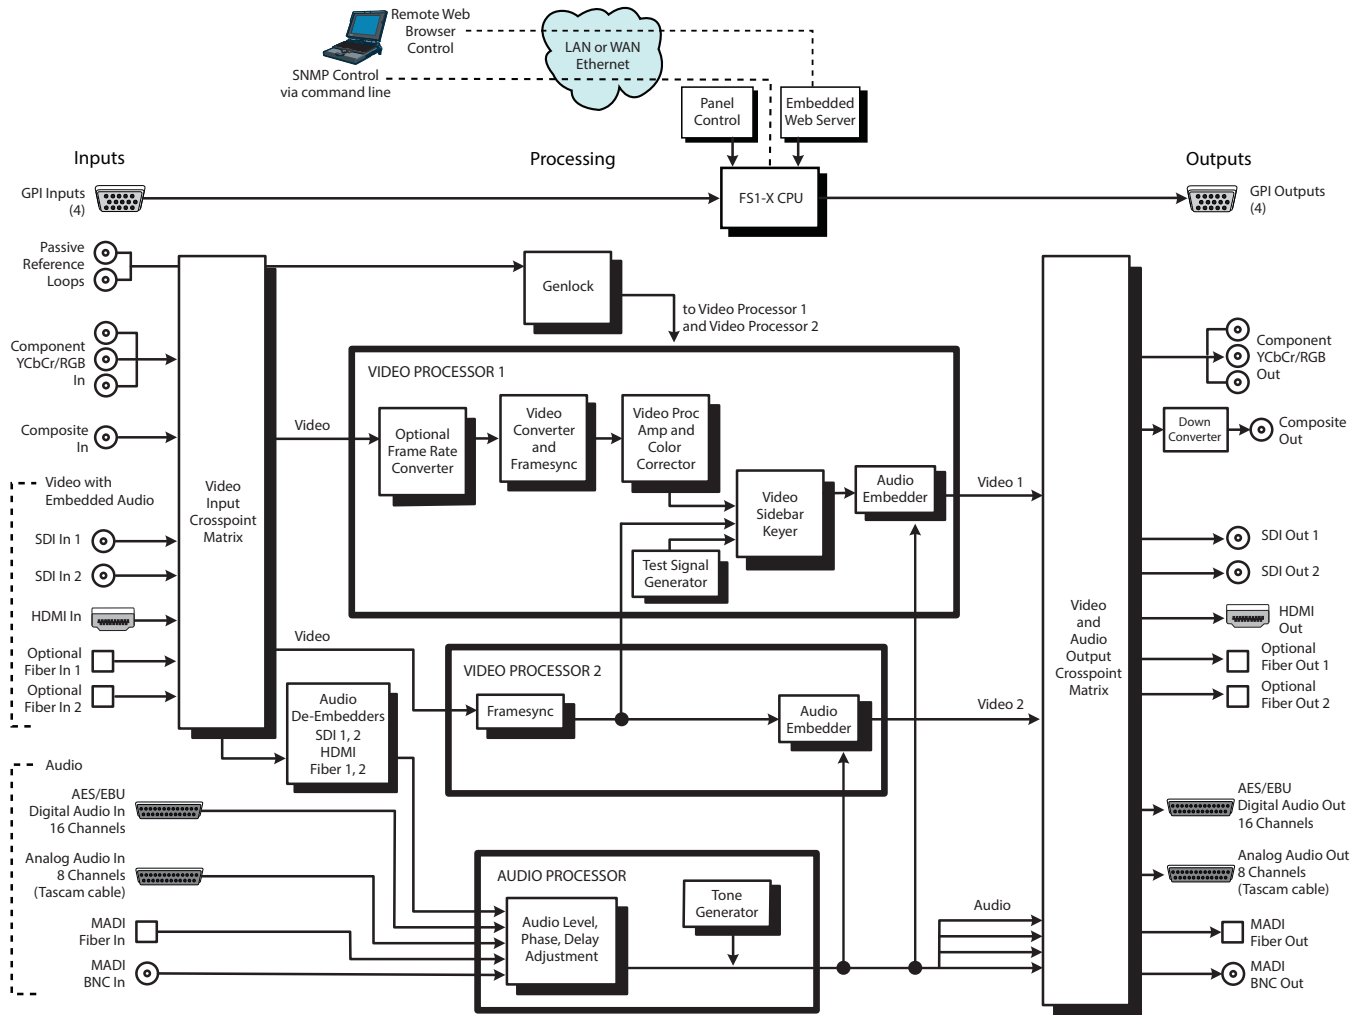 Remote Web
Browser
Control
SNMP Control
via command line
LAN or WAN
Ethernet
Panel
Control
Embedded
Web Server
Inputs
Processing
Outputs
GPI Inputs
(4)
FS1-X CPU
GPI Outputs
(4)
Passive
Reference
Loops
Genlock
to Video Processor 1
and Video Processor 2
Component
YCbCr/RGB
In
Composite
In
Video with
Embedded Audio
SDI In 1
SDI In 2
HDMI In
Optional
Fiber In 1
Optional
Fiber In 2
Video
Input
Crosspoint
Matrix
Video
VIDEO PROCESSOR 1
Optional
Frame Rate
Converter
Video
Converter
and
Framesync
Video Proc
Amp and
Color
Corrector
Video
Sidebar
Keyer
Test Signal
Generator
Audio
Embedder
Video 1
Video
VIDEO PROCESSOR 2
Framesync
Audio
Embedder
Video 2
Audio
De-Embedders
SDI 1, 2
HDMI
Fiber 1, 2
Audio
AES/EBU
Digital Audio In
16 Channels
Analog Audio In
8 Channels
(Tascam cable)
MADI
Fiber In
MADI
BNC In
AUDIO PROCESSOR
Audio Level,
Phase, Delay
Adjustment
Tone
Generator
Audio
Video
and
Audio
Output
Crosspoint
Matrix
Component
YCbCr/RGB
Out
Down
Converter
Composite
Out
SDI Out 1
SDI Out 2
HDMI
Out
Optional
Fiber Out 1
Optional
Fiber Out 2
AES/EBU
Digital Audio Out
16 Channels
Analog Audio Out
8 Channels
(Tascam cable)
MADI
Fiber Out
MADI
BNC Out